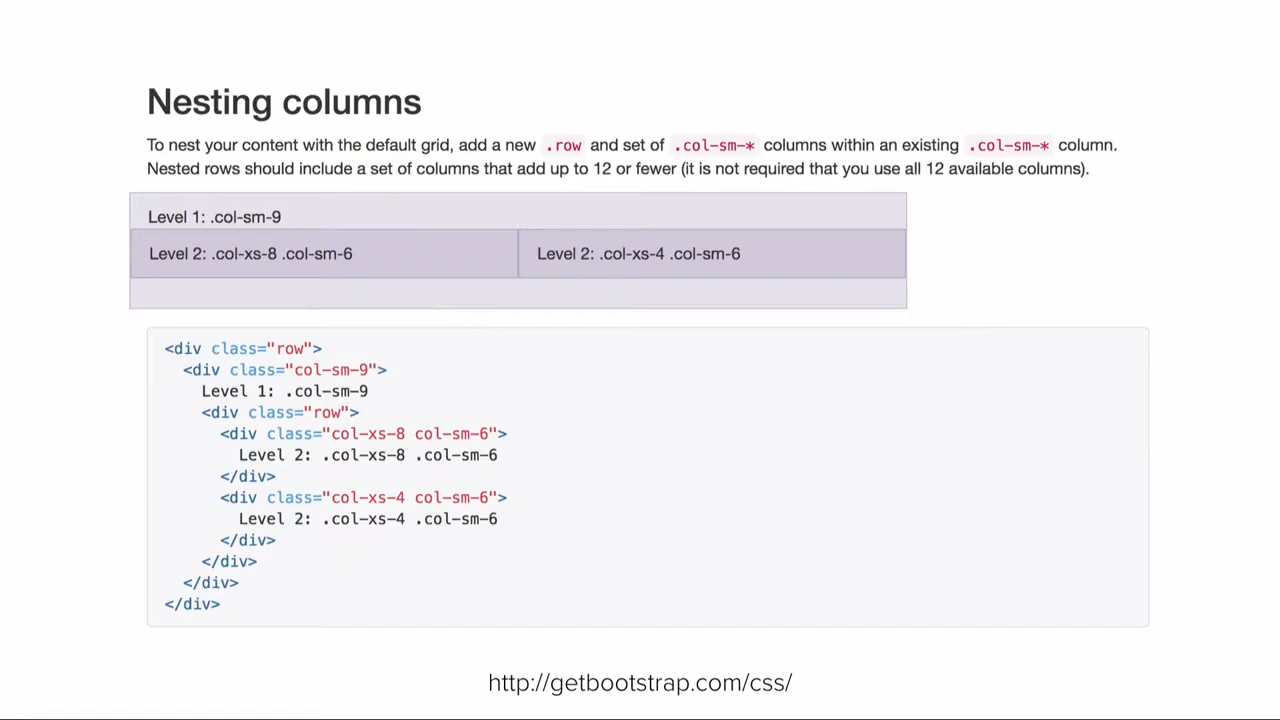 Nesting columns
To nest your content with the default grid, add a new .row and set of .col-sm-* columns within an existing .col-sm-* column.
Nested rows should include a set of columns that add up to 12 or fewer (it is not required that you use all 12 available columns).
Level 1: .col-sm-9
Level 2: .col-xs-8 .col-sm-6
Level 2: .col-xs-4 .col-sm-6
<div class="row">
  <div class="col-sm-9">
    Level 1: .col-sm-9
    <div class="row">
      <div class="col-xs-8 col-sm-6">
        Level 2: .col-xs-8 .col-sm-6
      </div>
      <div class="col-xs-4 col-sm-6">
        Level 2: .col-xs-4 .col-sm-6
      </div>
    </div>
  </div>
</div>
http://getbootstrap.com/css/